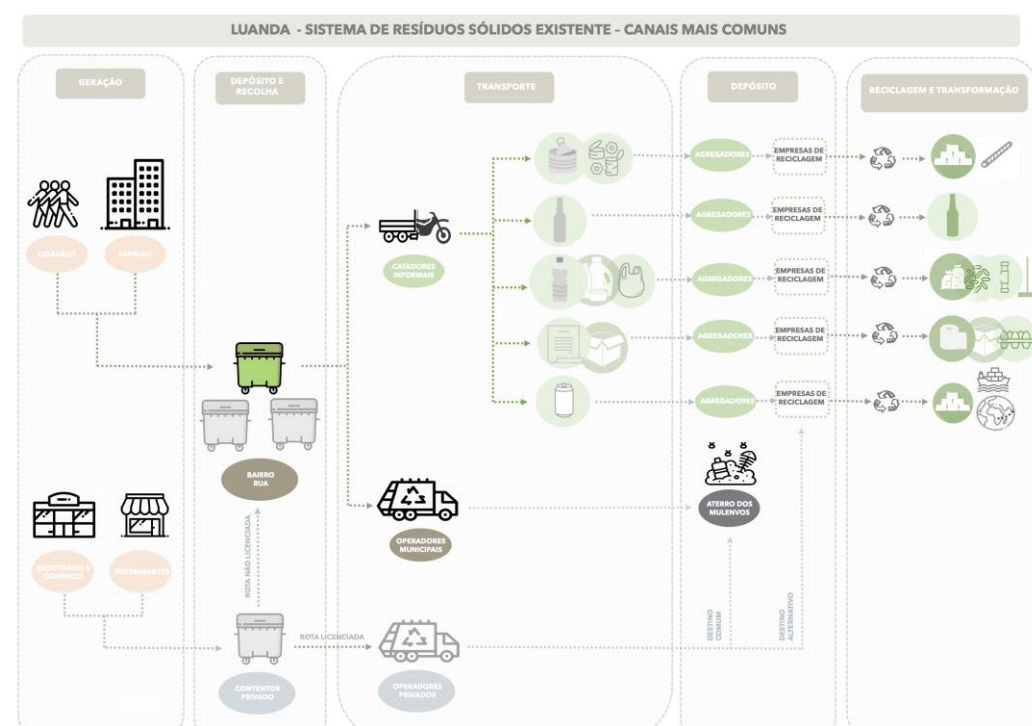 LUANDA - SISTEMA DE RESÍDUOS SÓLIDOS EXISTENTE - CANAIS MAIS COMUNS
GERAÇÃO
DEPÓSITO E
RECOLHA
TRANSPORTE
DEPÓSITO
RECICLAGEM E TRANSFORMAÇÃO
AGREGADORES
EMPRESAS DE
RECICLAGEM
AGREGADORES
EMPRESAS DE
RECICLAGEM
CIDADÃOS
FAMÍLIAS
CATADORES
INFORMAIS
AGREGADORES
EMPRESAS DE
RECICLAGEM
AGREGADORES
EMPRESAS DE
RECICLAGEM
AGREGADORES
EMPRESAS DE
RECICLAGEM
BAIRRO
RUA
ATERRO DOS
MULENVOS
OPERADORES
MUNICIPAIS
ESCRITÓRIOS E
COMÉRCIO
RESTAURANTES
ROTA NÃO LICENCIADA
ROTA LICENCIADA
DESTINO
COMUM
DESTINO
ALTERNATIVO
CONTENTOR
PRIVADO
OPERADORES
PRIVADOS